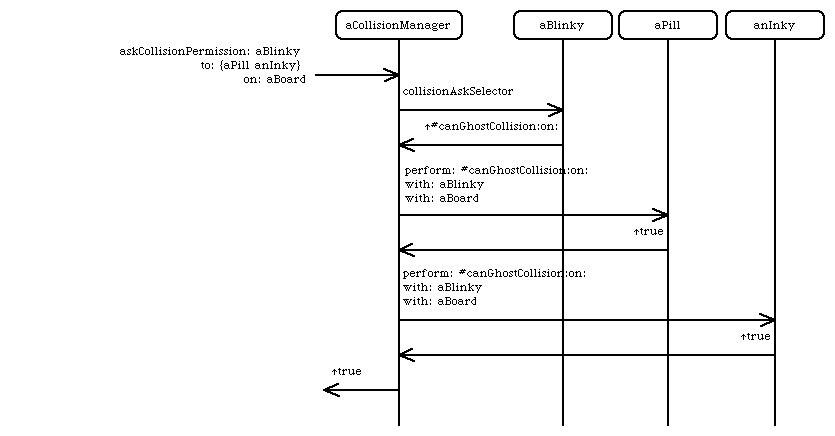 aCollisionManager
aBlinky
aPill
anInky
askCollisionPermission: aBlinky
to: {aPill anInky}
on: aBoard
collisionAskSelector
↑#canGhostCollision:on:
perform: #canGhostCollision:on:
with: aBlinky
with: aBoard
↑true
perform: #canGhostCollision:on:
with: aBlinky
with: aBoard
↑true
↑true